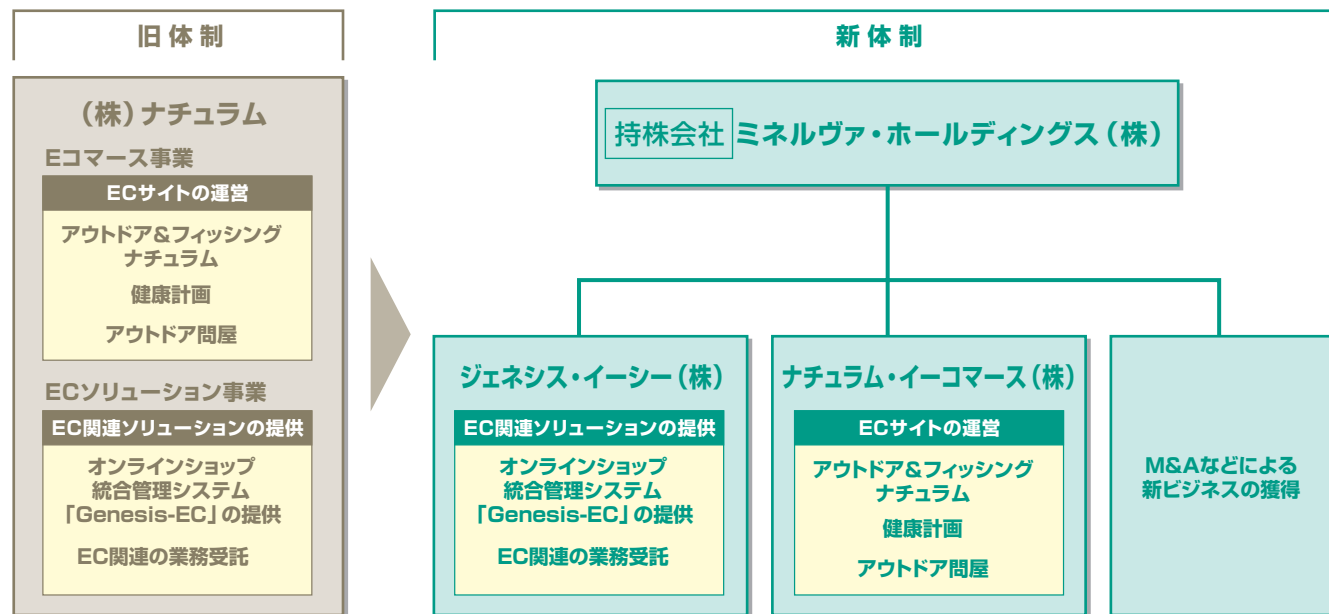 旧体制
(株)ナチュラム
Eコマース事業
ECサイトの運営
アウトドア&フィッシング
ナチュラム
健康計画
アウトドア問屋
ECソリューション事業
EC関連ソリューションの提供
オンラインショップ
統合管理システム
「Genesis-EC」の提供
EC関連の業務受託
新体制
持株会社 ミネルヴァ・ホールディングス(株)
ジェネシス・イーシー(株)
EC関連ソリューションの提供
オンラインショップ
統合管理システム
「Genesis-EC」の提供
EC関連の業務受託
ナチュラム・イーコマース(株)
ECサイトの運営
アウトドア&フィッシング
ナチュラム
健康計画
アウトドア問屋
M&Aなどによる
新ビジネスの獲得